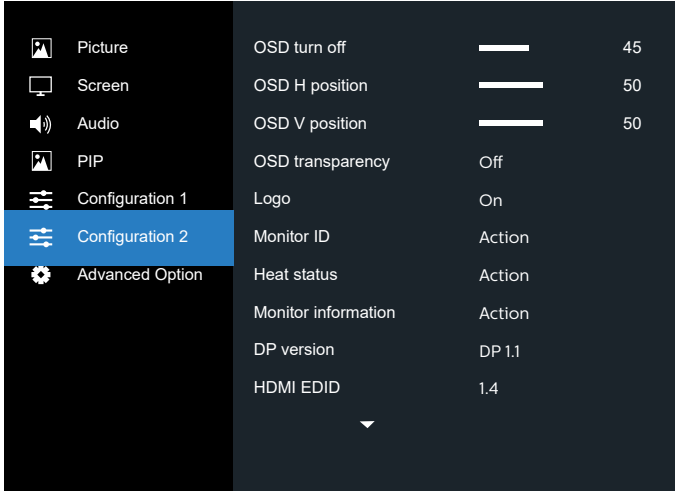 Picture
Screen
Audio
PIP
Configuration 1
Configuration 2
Advanced Option
OSD turn off 45
OSD H position 50
OSD V position 50
OSD transparency Off
Logo On
Monitor ID Action
Heat status Action
Monitor information Action
DP version DP 1.1
HDMI EDID 1.4